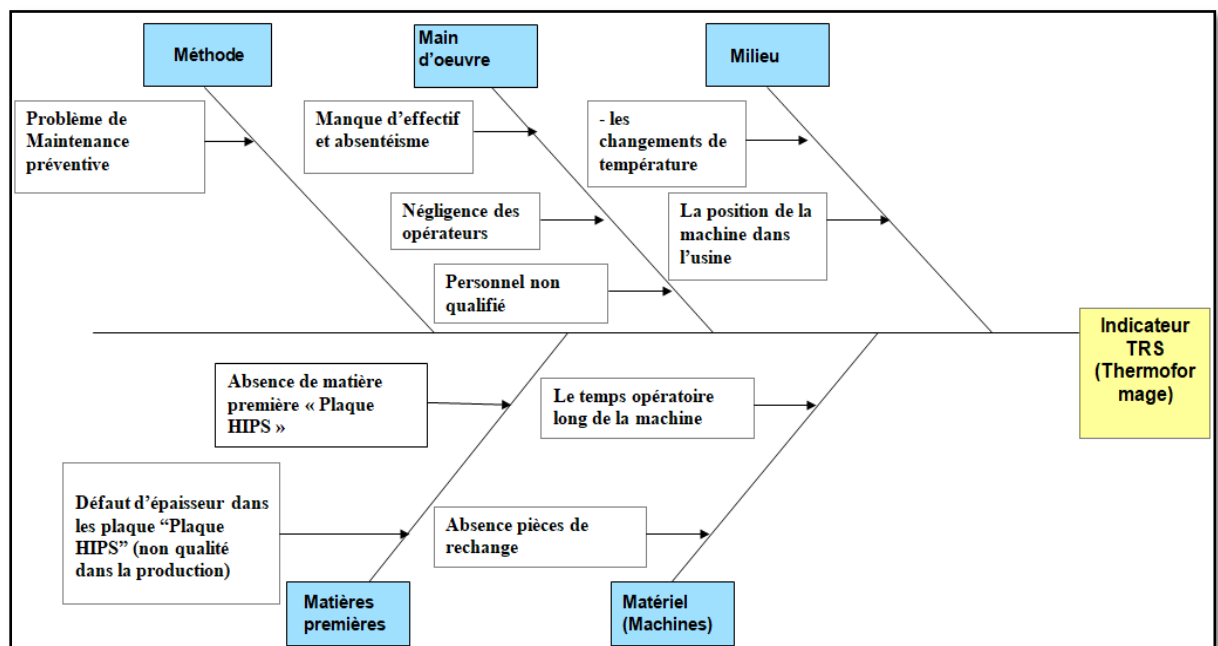 Méthode
Main
d'oeuvre
Milieu
Problème de
Maintenance
préventive
Manque d'effectif
et absentéisme
- les
changements de
température
Négligence des
opérateurs
La position de la
machine dans
l'usine
Personnel non
qualifié
Indicateur
TRS
(Thermofor
mage)
Absence de matière
première « Plaque
HIPS »
Le temps opératoire
long de la machine
Défaut d'épaisseur dans
les plaque “Plaque
HIPS” (non qualité
dans la production)
Absence pièces de
rechange
Matières
premières
Matériel
(Machines)